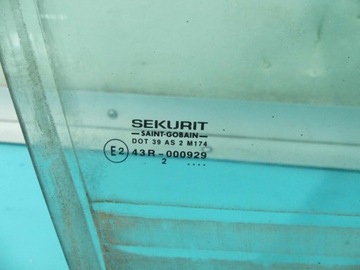 SEKURIT
SAINT-GOBAIN
DOT 39 AS 2 M174
E2 43R-000929
2 ....